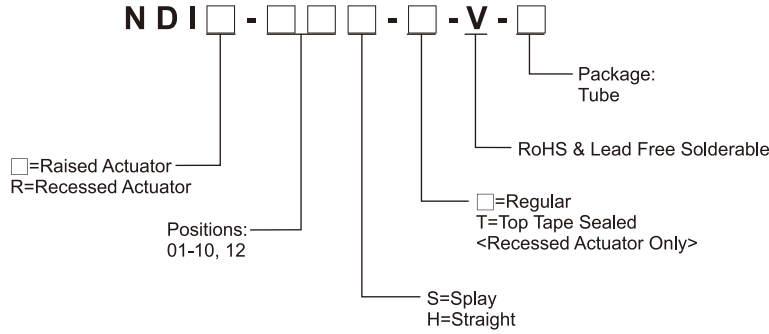 NDI□-□□□-□-V-□
Package:
Tube
RoHS & Lead Free Solderable
□=Raised Actuator
R=Recessed Actuator
□=Regular
T=Top Tape Sealed
<Recessed Actuator Only>
Positions:
01-10, 12
S=Splay
H=Straight